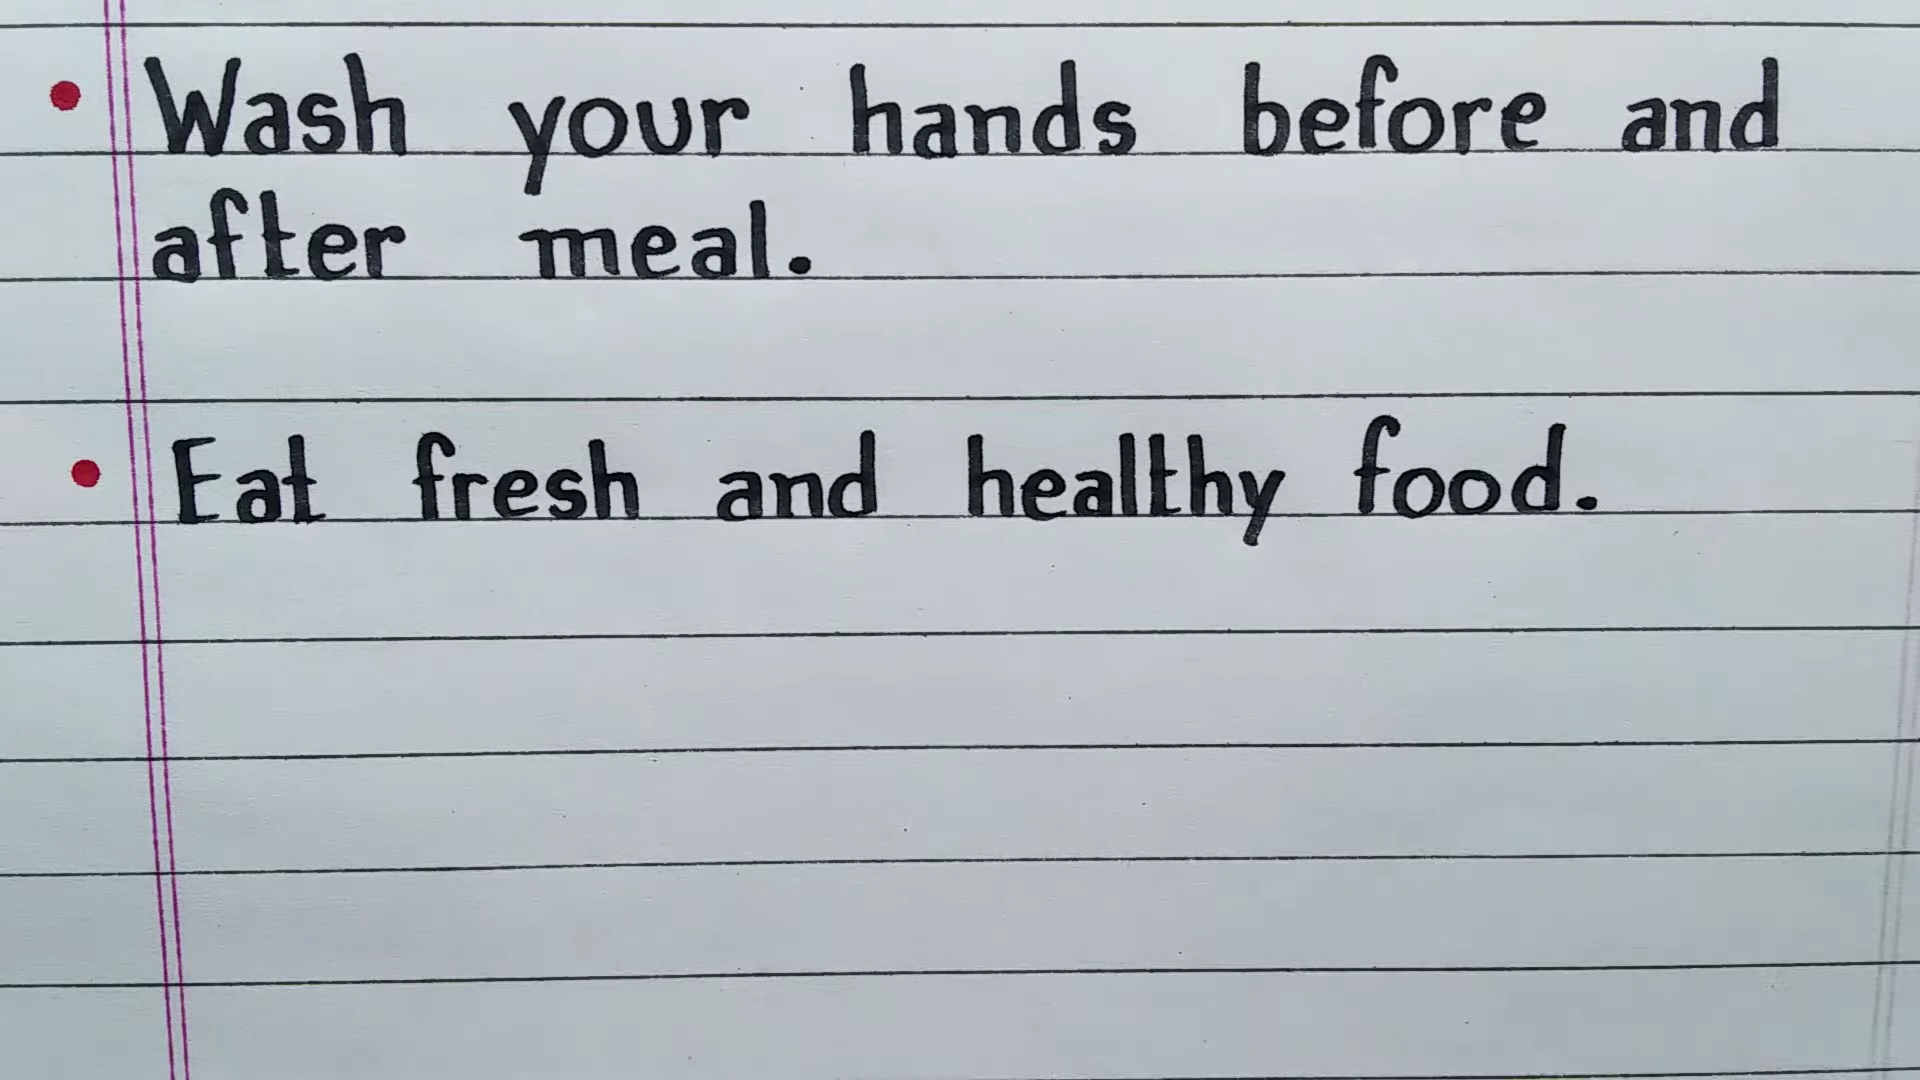 • Wash your hands before and
after meal.
• Eat fresh and healthy food.